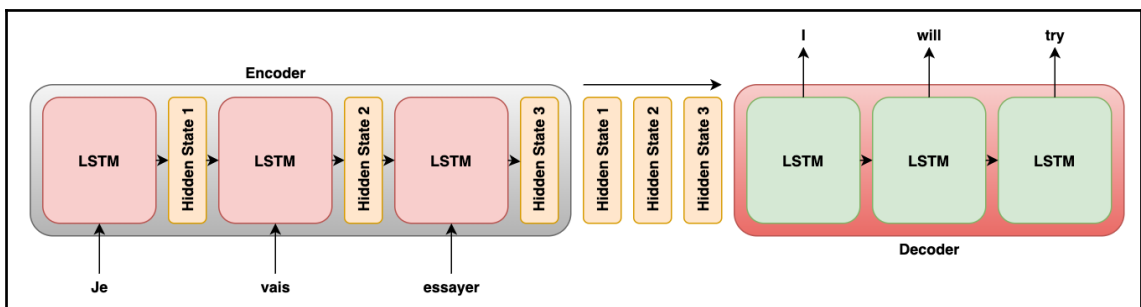 Encoder
LSTM
Hidden State 1
LSTM
Hidden State 2
LSTM
Hidden State 3
Je
vais
essayer
Hidden State 1
Hidden State 2
Hidden State 3
I
will
try
LSTM
LSTM
LSTM
Decoder